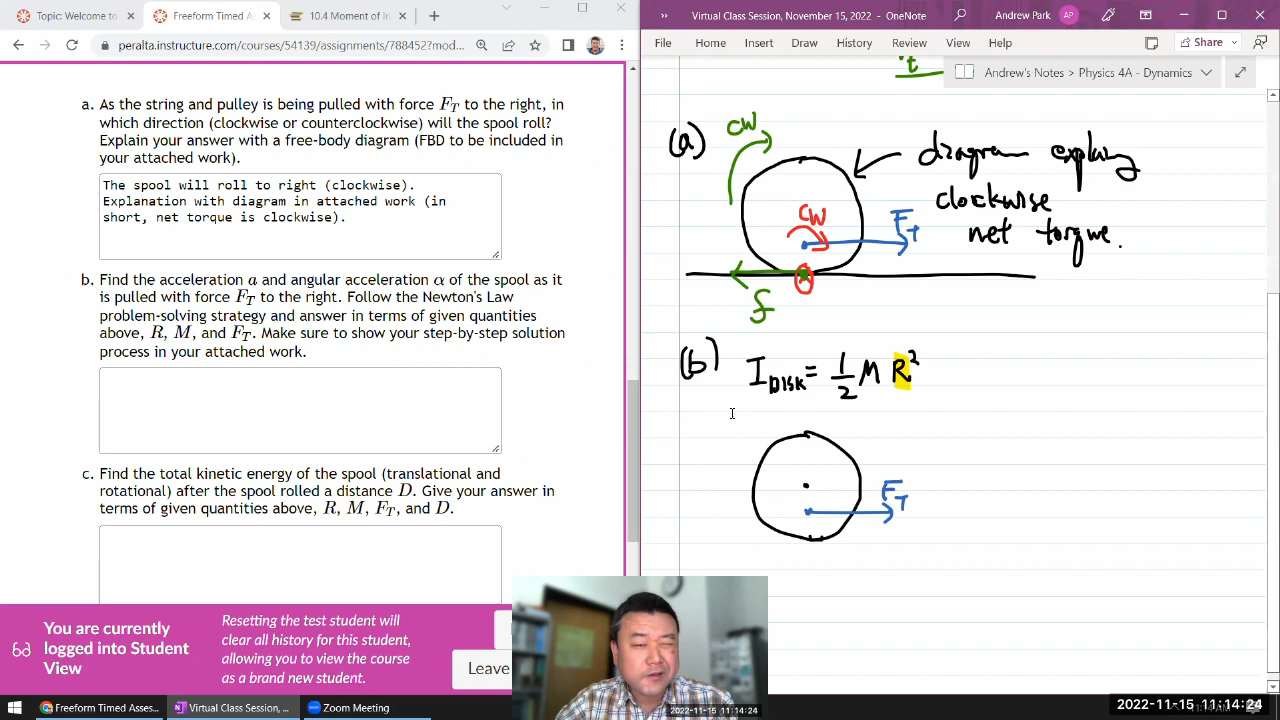 Topic: Welcome to
Freeform Timed As
10.4 Moment of In
peralta.instructure.com/courses/54139/assignments/788452?mod...
a. As the string and pulley is being pulled with force F_T to the right, in
which direction (clockwise or counterclockwise) will the spool roll?
Explain your answer with a free-body diagram (FBD to be included in
your attached work).
The spool will roll to right (clockwise).
Explanation with diagram in attached work (in
short, net torque is clockwise).
b. Find the acceleration a and angular acceleration α of the spool as it
is pulled with force F_T to the right. Follow the Newton's Law
problem-solving strategy and answer in terms of given quantities
above, R, M, and F_T. Make sure to show your step-by-step solution
process in your attached work.
c. Find the total kinetic energy of the spool (translational and
rotational) after the spool rolled a distance D. Give your answer in
terms of given quantities above, R, M, F_T, and D.
You are currently
logged into Student
View
Resetting the test student will
clear all history for this student,
allowing you to view the course
as a brand new student.
Leave
Virtual Class Session, November 15, 2022 - OneNote
Andrew Park
AP
File Home Insert Draw History Review View Help
Share
Andrew's Notes > Physics 4A - Dynamics
(a)
CW
diagram explaing
clockwise
net torque.
CW
F_T
f
(b) I_DISK = 1/2 M R²
F_T
Freeform Timed Asses...
Virtual Class Session, ...
Zoom Meeting
2022-11-15 11:14:24